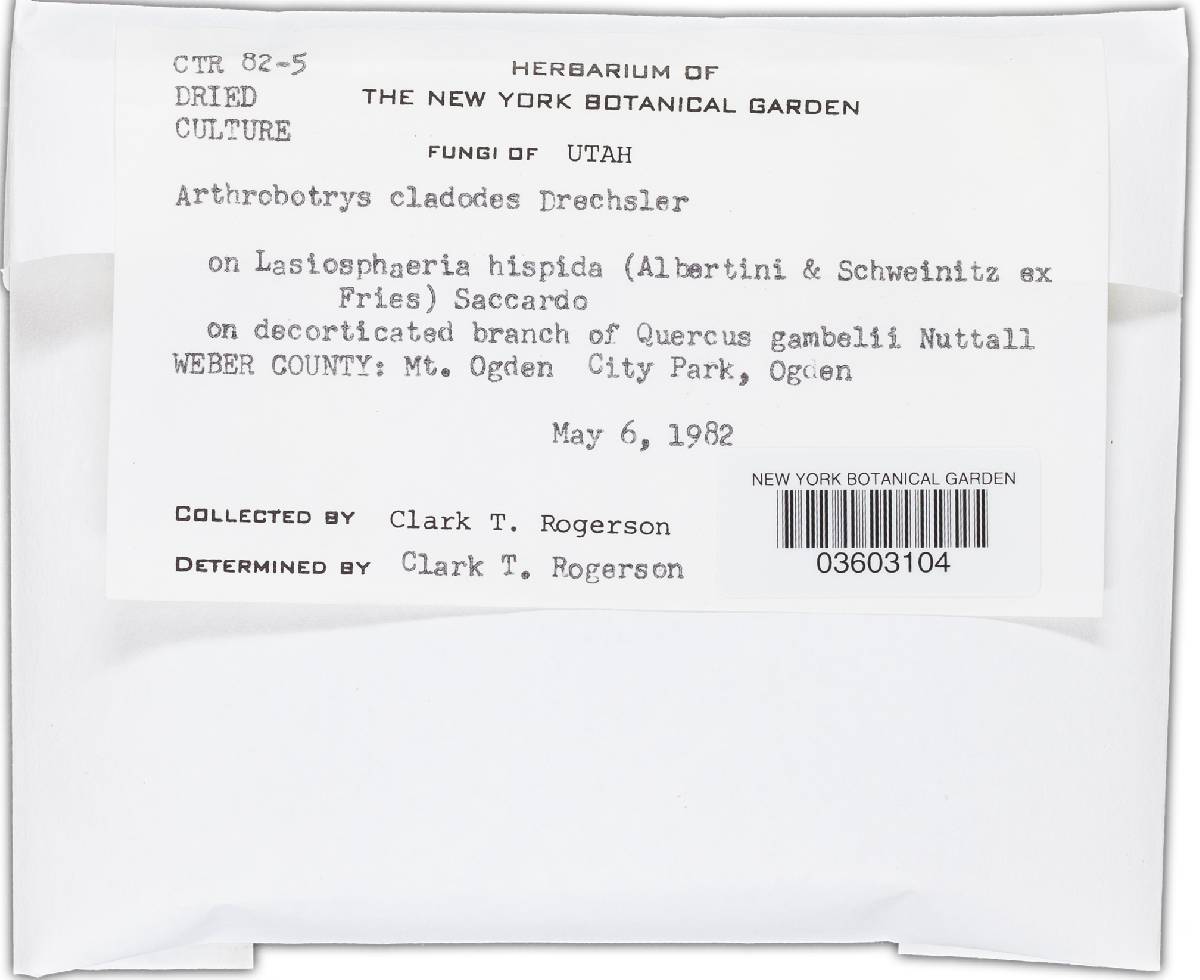 CTR 82-5
DRIED
CULTURE
HERBARIUM OF
THE NEW YORK BOTANICAL GARDEN
FUNGI OF UTAH
Arthrobotrys cladodes Drechsler
on Lasiosphaeria hispida (Albertini & Schweinitz ex
Fries) Saccardo
on decorticated branch of Quercus gambelii Nuttall
WEBER COUNTY: Mt. Ogden City Park, Ogden
May 6, 1982
COLLECTED BY Clark T. Rogerson
DETERMINED BY Clark T. Rogerson
NEW YORK BOTANICAL GARDEN
03603104